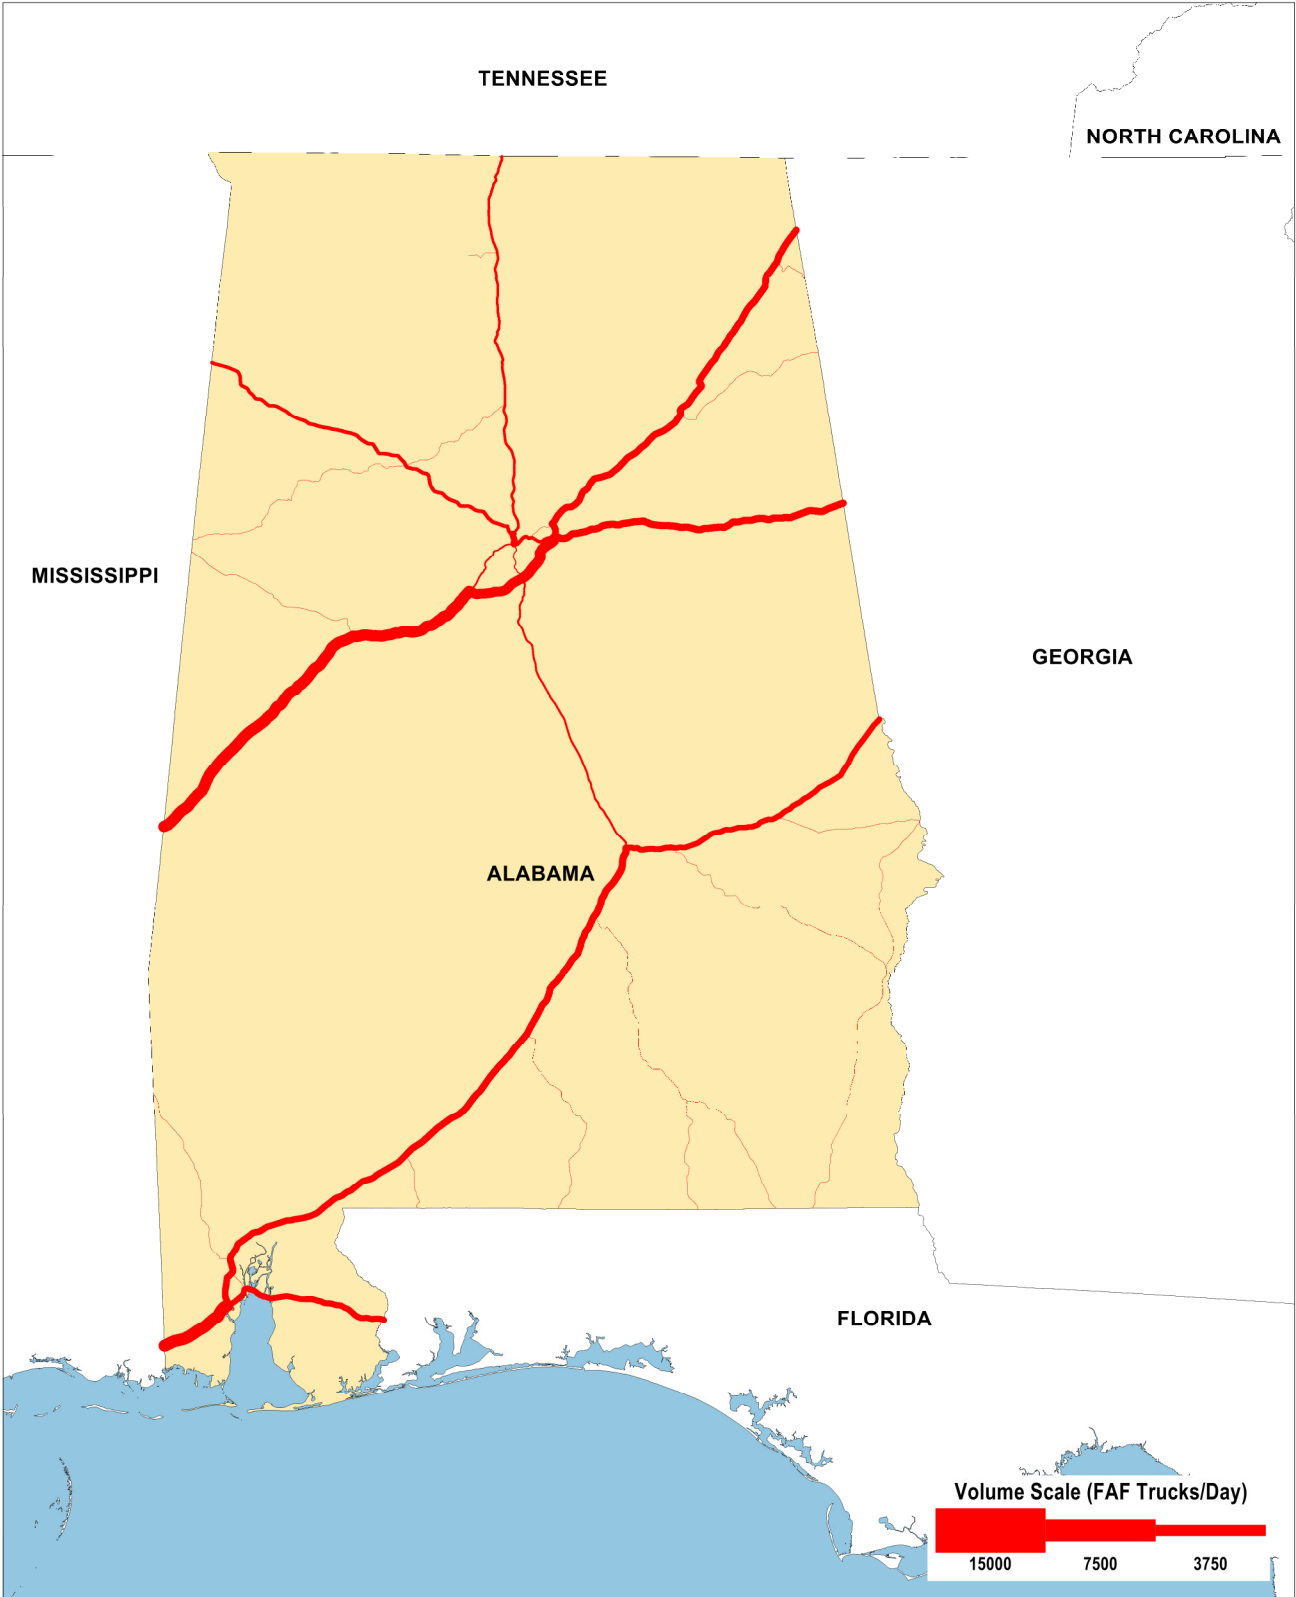 TENNESSEE
NORTH CAROLINA
MISSISSIPPI
GEORGIA
ALABAMA
FLORIDA
Volume Scale (FAF Trucks/Day)
15000 7500 3750